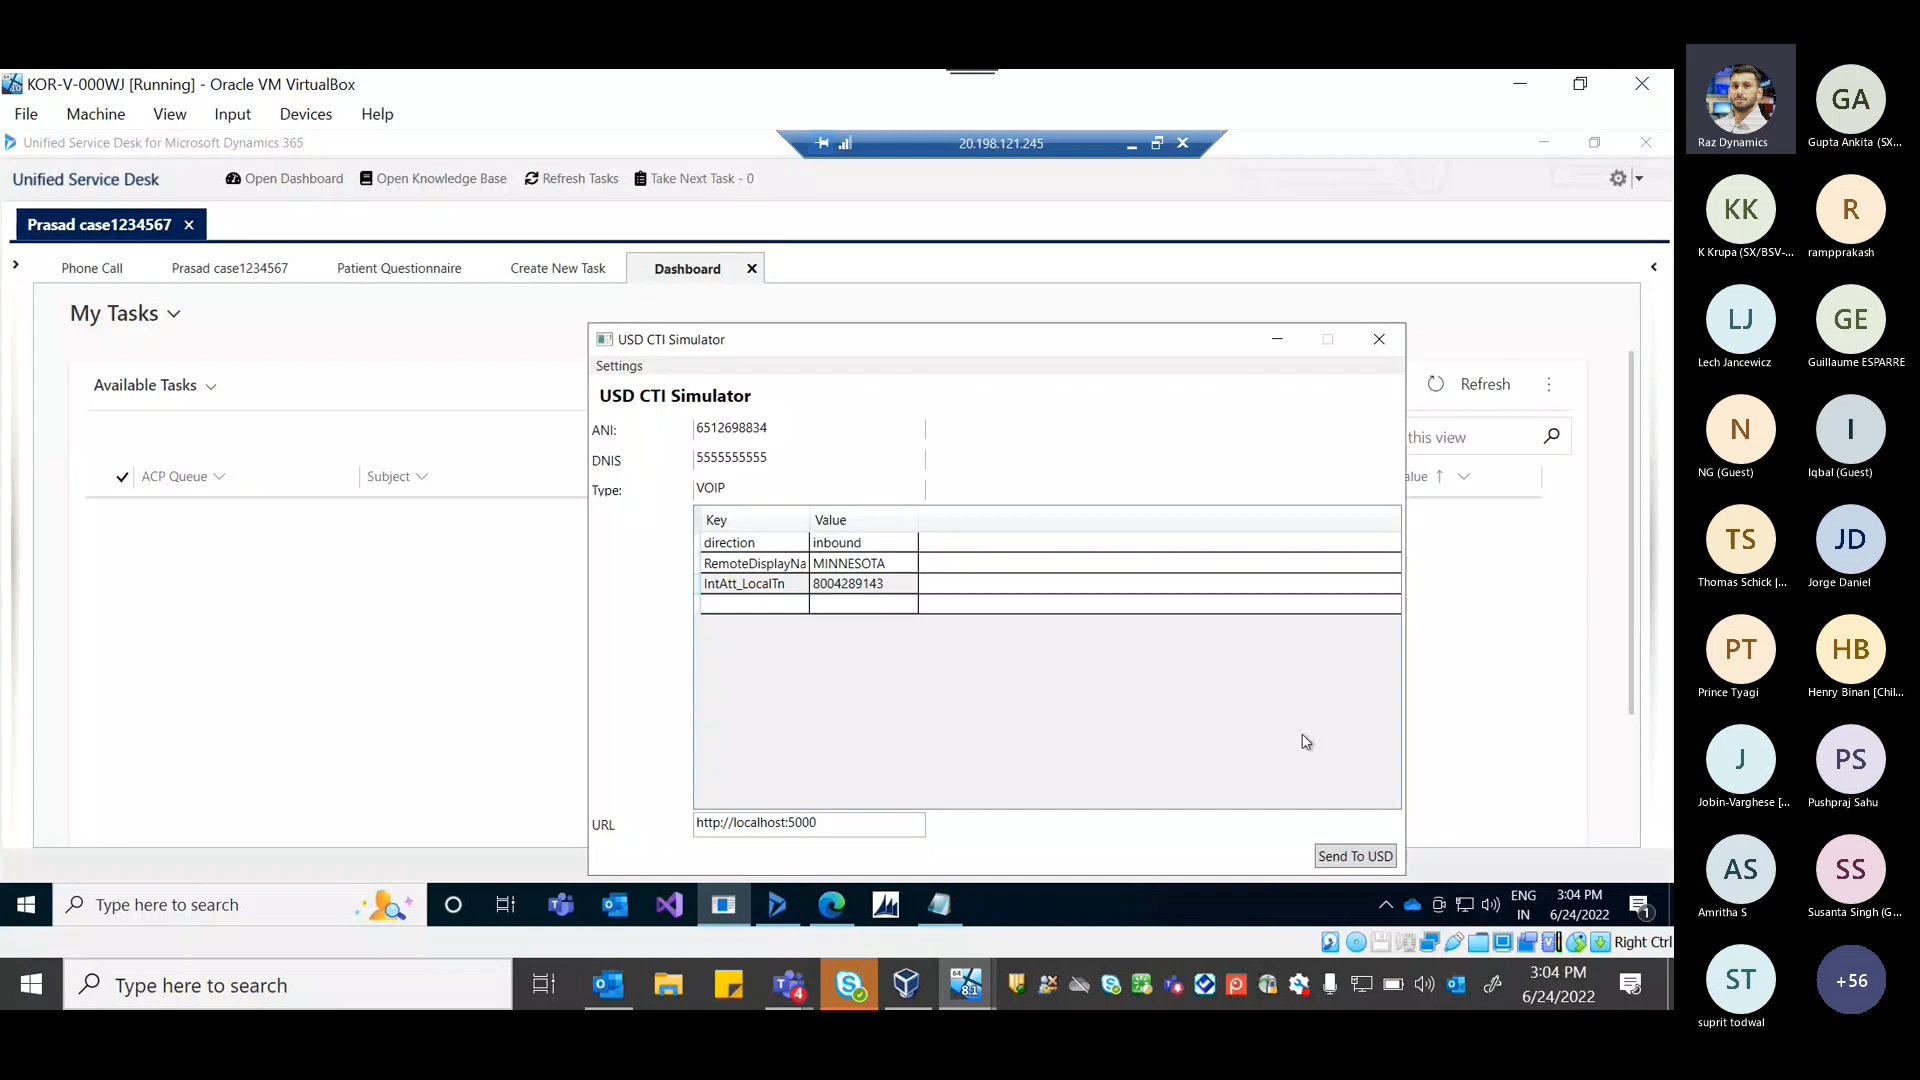 KOR-V-000WJ [Running] - Oracle VM VirtualBox
File Machine View Input Devices Help
Unified Service Desk for Microsoft Dynamics 365
20.198.121.245
Unified Service Desk
Open Dashboard Open Knowledge Base Refresh Tasks Take Next Task - 0
Prasad case1234567
Phone Call Prasad case1234567 Patient Questionnaire Create New Task Dashboard
My Tasks
Available Tasks
Refresh
this view
ACP Queue Subject
alue
USD CTI Simulator
Settings
USD CTI Simulator
ANI: 6512698834
DNIS 5555555555
Type: VOIP
Key Value
direction inbound
RemoteDisplayNa MINNESOTA
IntAtt_LocalTn 8004289143
URL http://localhost:5000
Send To USD
Type here to search
ENG
IN
3:04 PM
6/24/2022
1
Right Ctrl
Type here to search
4
64
8.1
3:04 PM
6/24/2022
Raz Dynamics
GA
Gupta Ankita (SX...
KK
K Krupa (SX/BSV-...
R
rampprakash
LJ
Lech Jancewicz
GE
Guillaume ESPARRE
N
NG (Guest)
I
Iqbal (Guest)
TS
Thomas Schick |...
JD
Jorge Daniel
PT
Prince Tyagi
HB
Henry Binan [Chil...
J
Jobin-Varghese [...
PS
Pushpraj Sahu
AS
Amritha S
SS
Susanta Singh (G...
ST
suprit todwal
+56